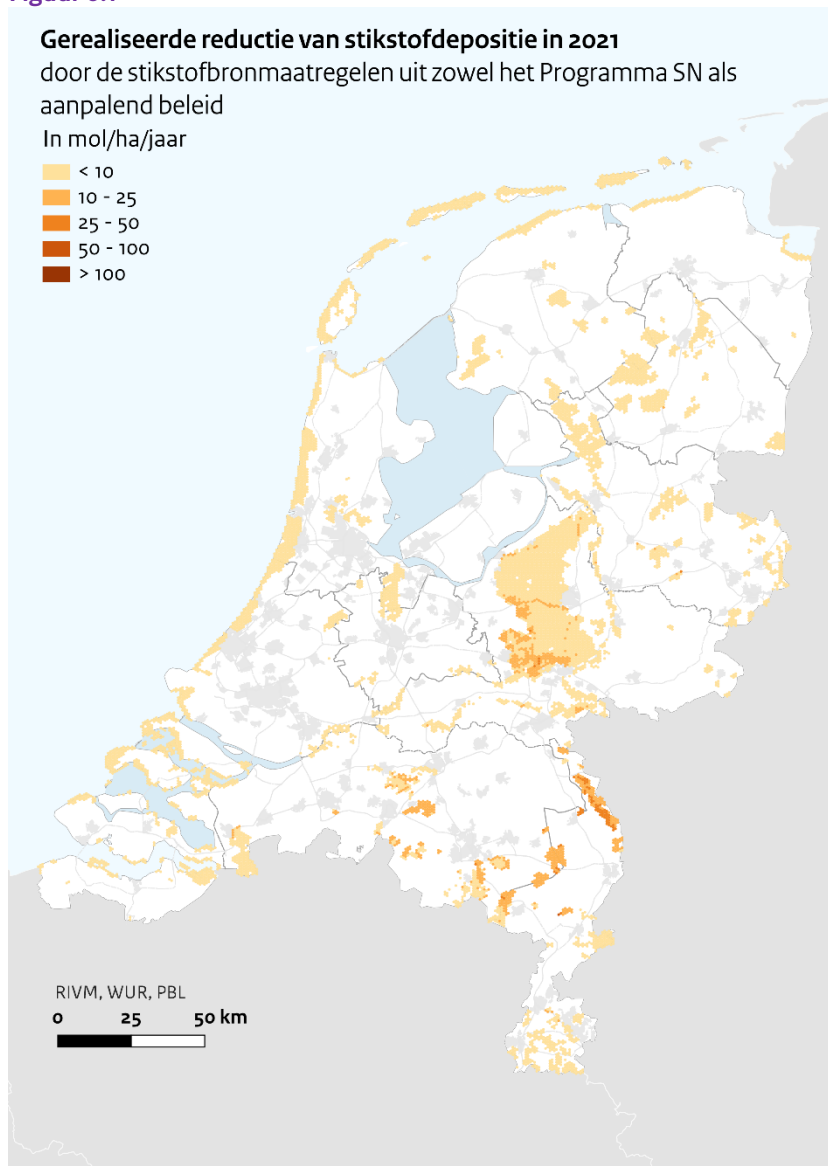 Gerealiseerde reductie van stikstofdepositie in 2021
door de stikstofbronmaatregelen uit zowel het Programma SN als
aanpalend beleid
In mol/ha/jaar
< 10
10 - 25
25 - 50
50 - 100
> 100
RIVM, WUR, PBL
0 25 50 km